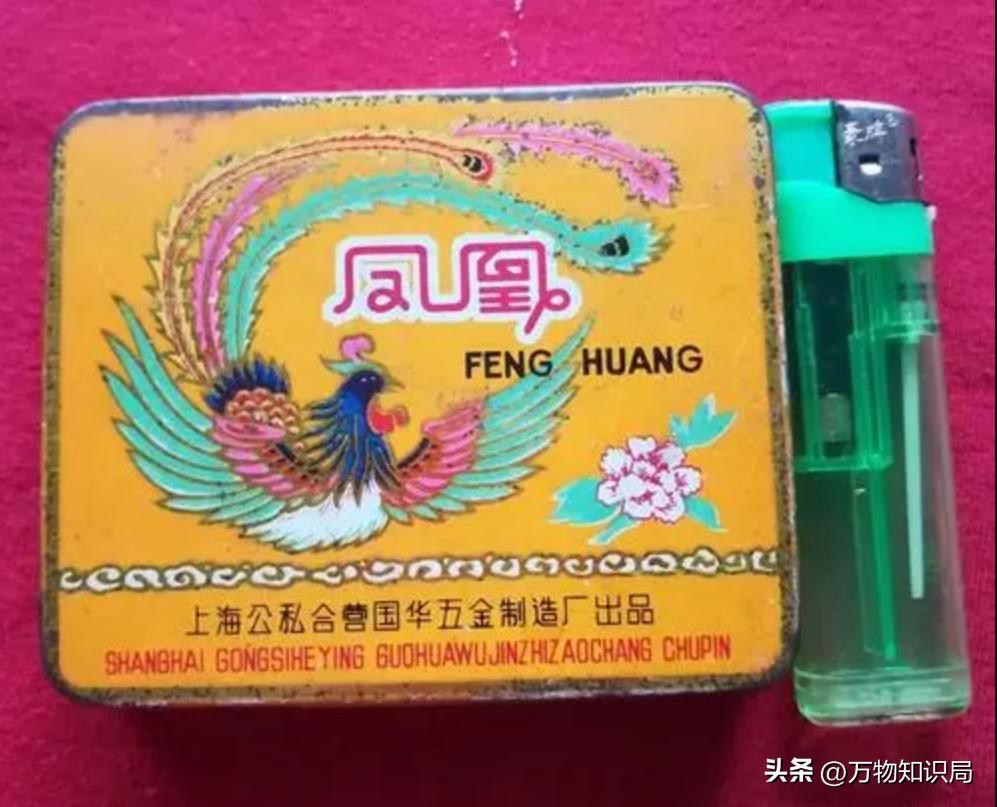 凤凰
FENG HUANG
上海公私合营国华五金制造厂出品
SHANGHAI GONGSIHEYING GUOHUAWUJINZHIZAOCHANG CHUPIN
头条 @万物知识局